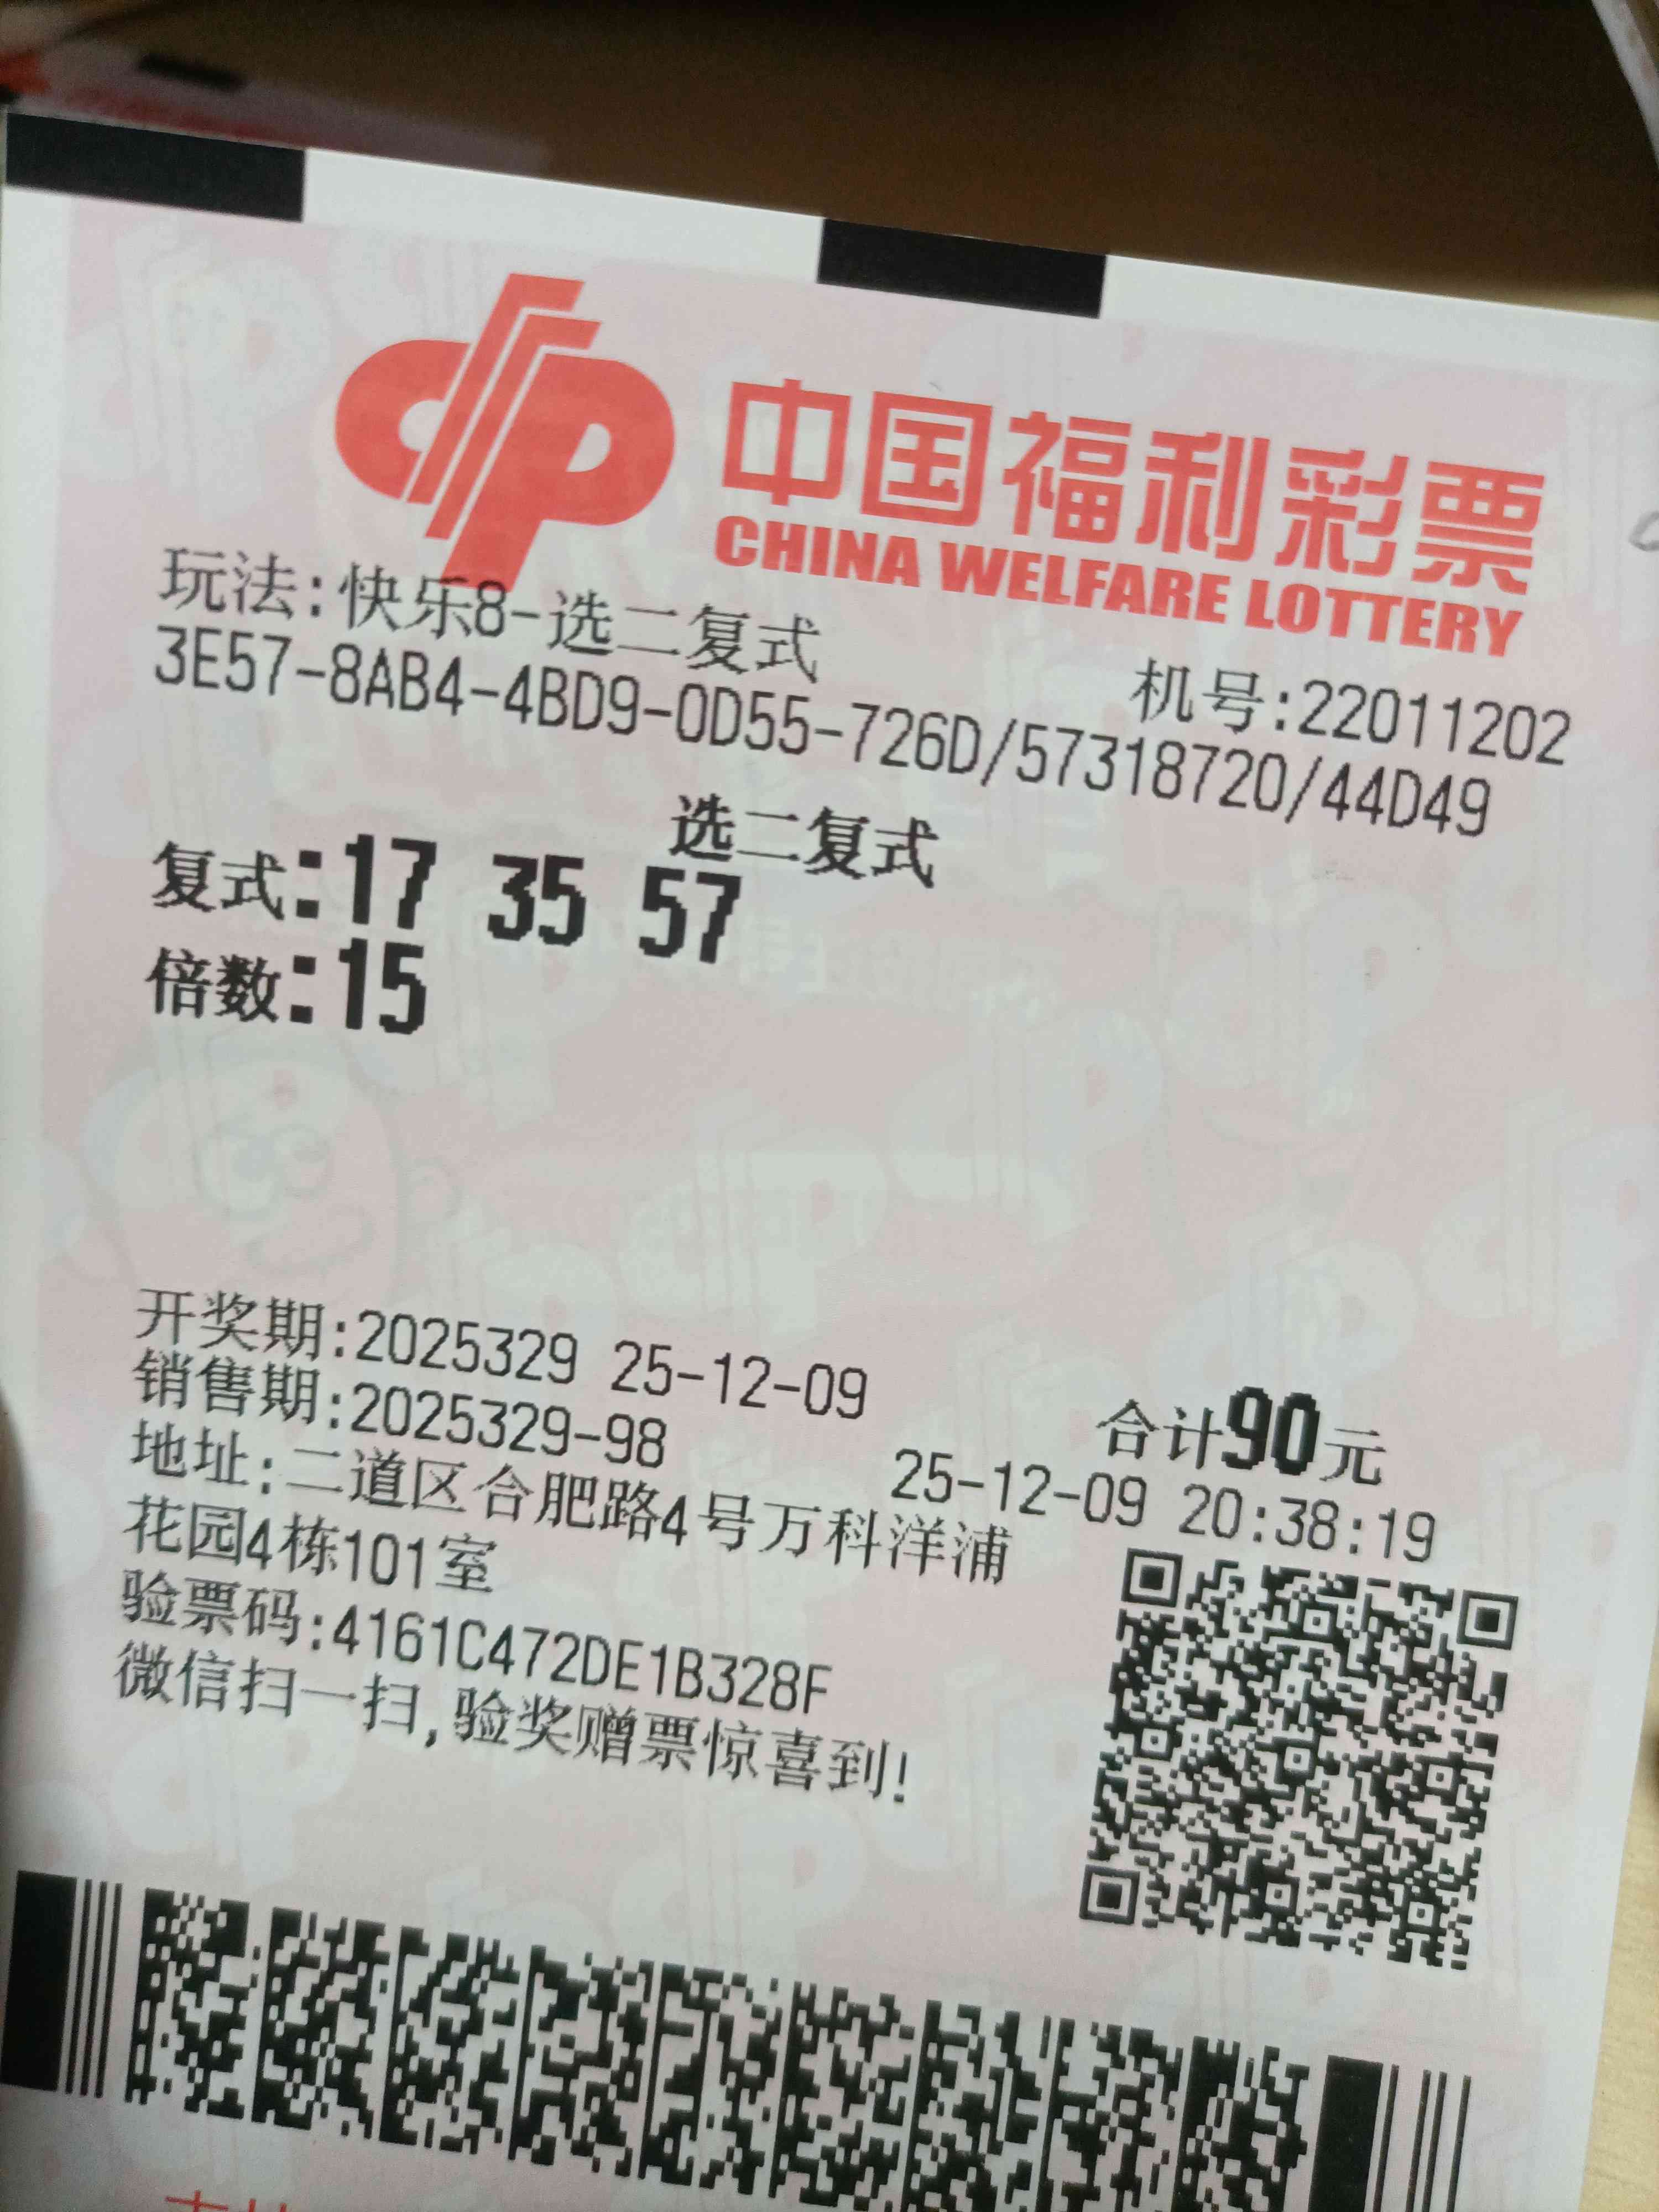 中国福利彩票
CHINA WELFARE LOTTERY
玩法:快乐8-选二复式
机号:22011202
3E57-8AB4-4BD9-0D55-726D/57318720/44D49
选二复式
复式:17 35 57
倍数:15
开奖期:2025329 25-12-09
合计90元
销售期:2025329-98
25-12-09 20:38:19
地址:二道区合肥路4号万科洋浦
花园4栋101室
验票码:4161C472DE1B328F
微信扫一扫,验奖赠票惊喜到!